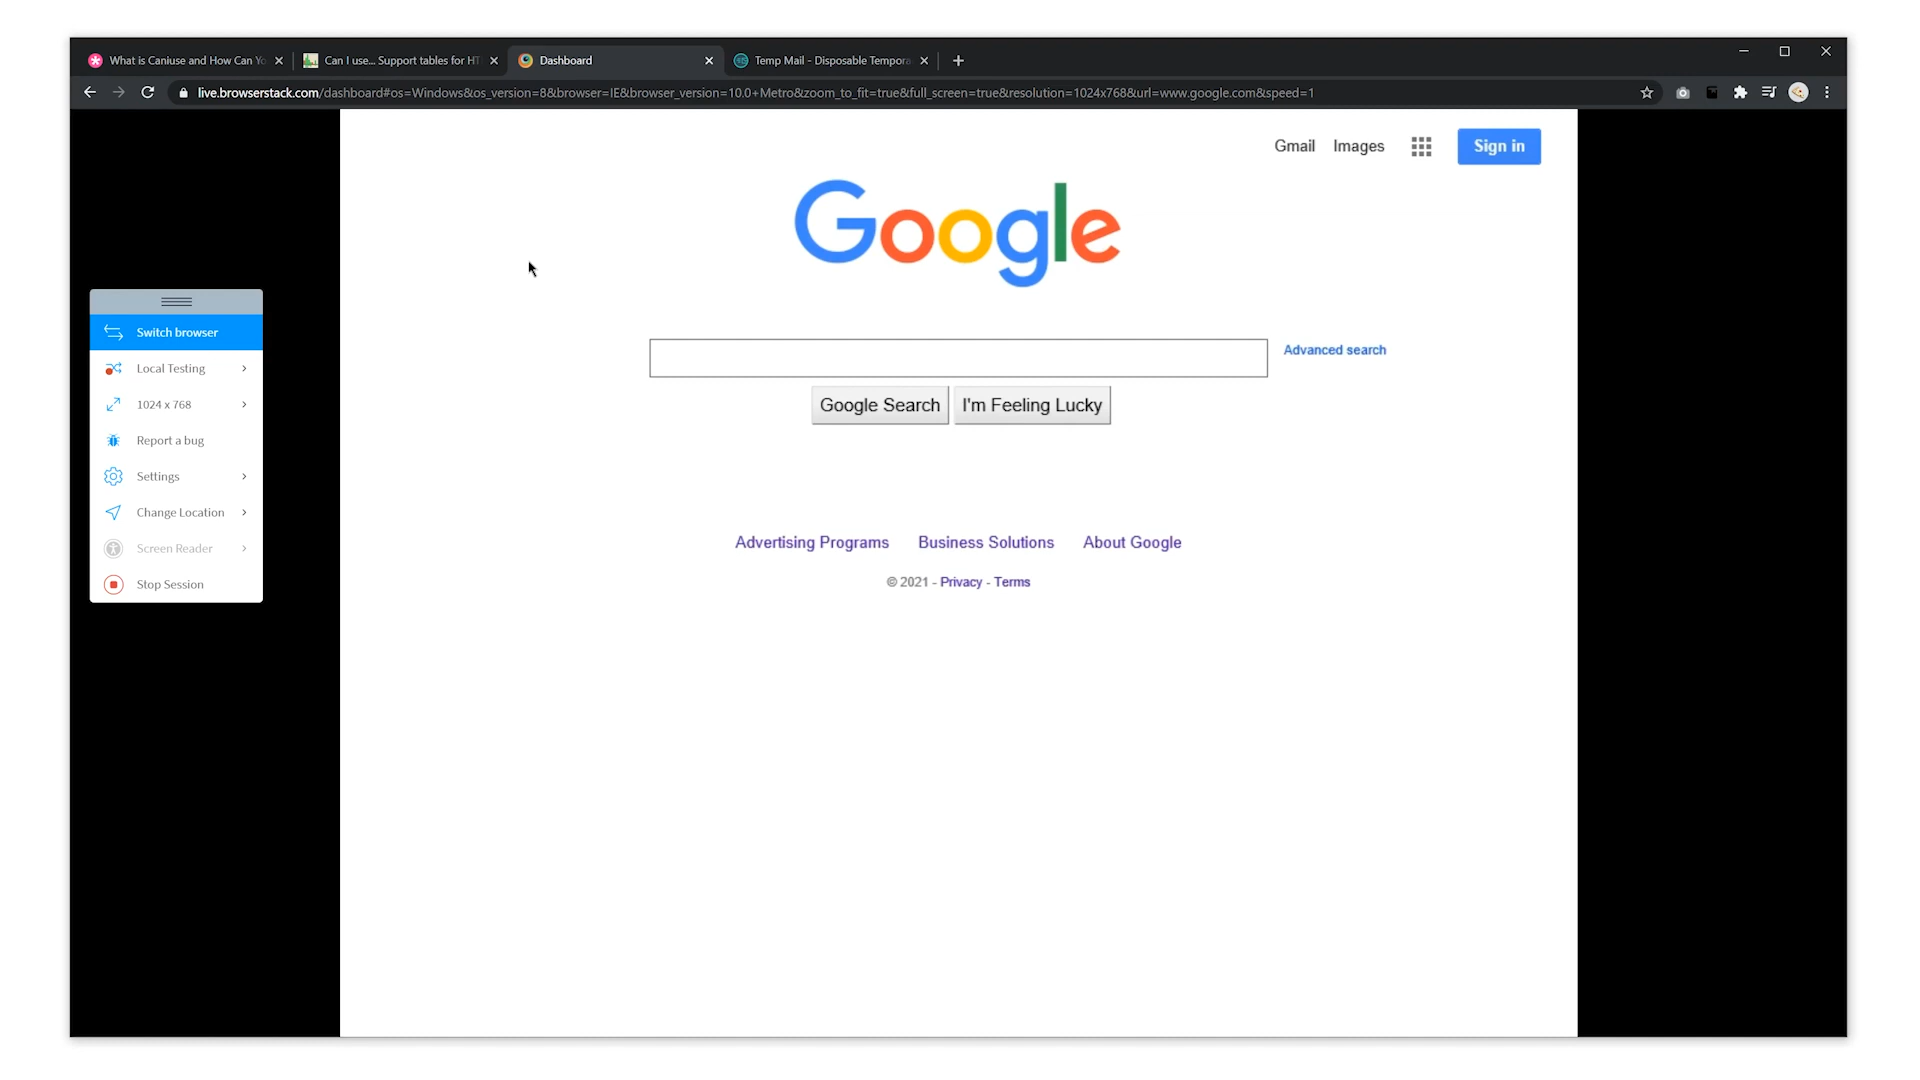 What is Caniuse and How Can Yo
Can I use... Support tables for HT
Dashboard
Temp Mail - Disposable Tempora
live.browserstack.com/dashboard#os=Windows&os_version=8&browser=IE&browser_version=10.0+Metro&zoom_to_fit=true&full_screen=true&resolution=1024x768&url=www.google.com&speed=1
Gmail Images Sign in
Google
Switch browser
Local Testing
1024 x 768
Report a bug
Settings
Change Location
Screen Reader
Stop Session
Advanced search
Google Search I'm Feeling Lucky
Advertising Programs Business Solutions About Google
© 2021 - Privacy - Terms